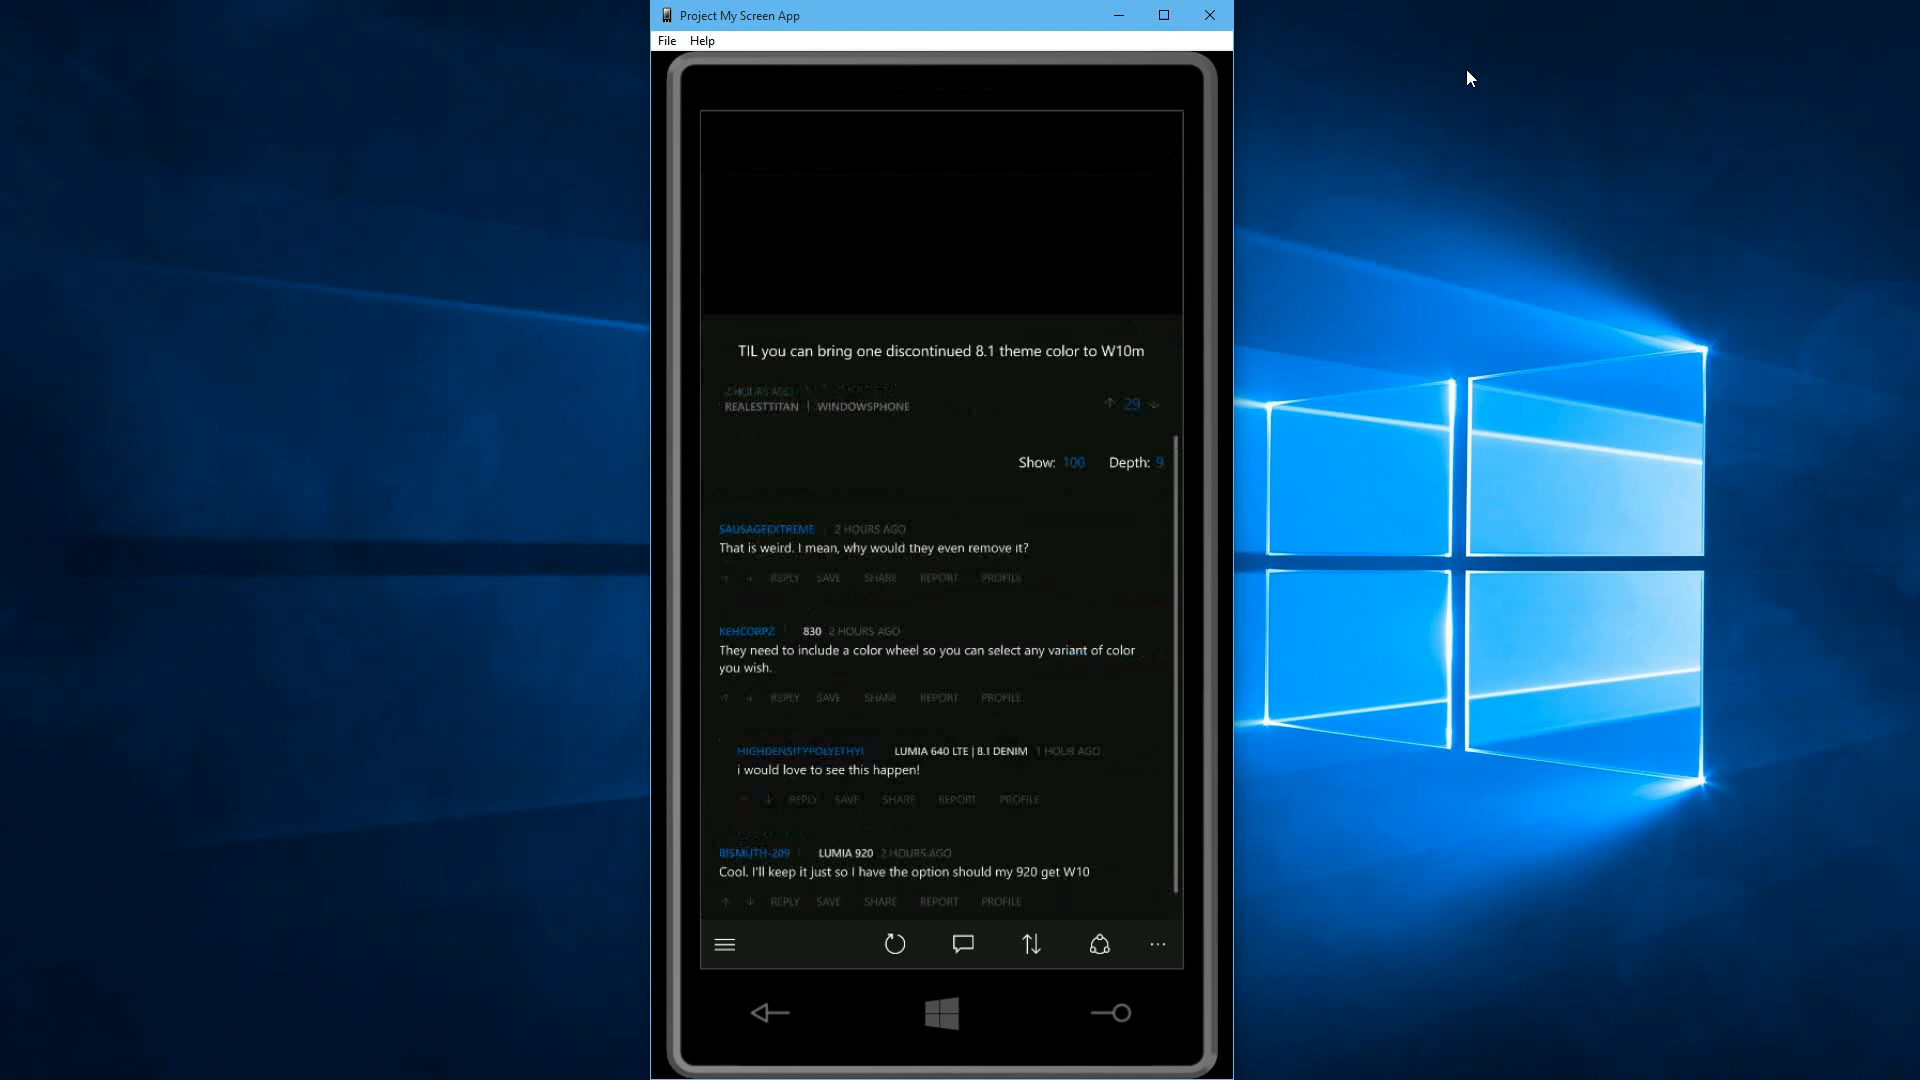 Project My Screen App
File Help
TIL you can bring one discontinued 8.1 theme color to W10m
REALESTTITAN | WINDOWSPHONE
29
Show: 100 Depth: 9
SAUSAGEEXTREME 2 HOURS AGO
That is weird. I mean, why would they even remove it?
REPLY SAVE SHARE REPORT PROFILE
KEHCORPZ 830 2 HOURS AGO
They need to include a color wheel so you can select any variant of color
you wish.
REPLY SAVE SHARE REPORT PROFILE
HIGHDENSITYPOLYETHYL LUMIA 640 LTE | 8.1 DENIM 1 HOUR AGO
i would love to see this happen!
REPLY SAVE SHARE REPORT PROFILE
BISMUTH-209 LUMIA 920 2 HOURS AGO
Cool. I'll keep it just so I have the option should my 920 get W10
REPLY SAVE SHARE REPORT PROFILE